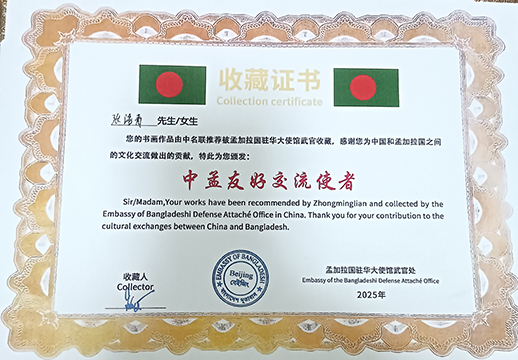 收藏证书
Collection certificate
先生/女生
您的书画作品由中名联推荐被孟加拉国驻华大使馆武官收藏，感谢您为中国和孟加拉国之间
的文化交流做出的贡献，特此为您颁发：
中孟友好交流使者
Sir/Madam,Your works have been recommended by Zhongminglian and collected by the
Embassy of Bangladeshi Defense Attaché Office in China. Thank you for your contribution to the
cultural exchanges between China and Bangladesh.
收藏人
Collector
EMBASSY OF BANGLADESH
Beijing
বেইজিং
বাংলাদেশ দূতাবাস
孟加拉国驻华大使馆武官处
Embassy of the Bangladeshi Defense Attaché Office
2025年